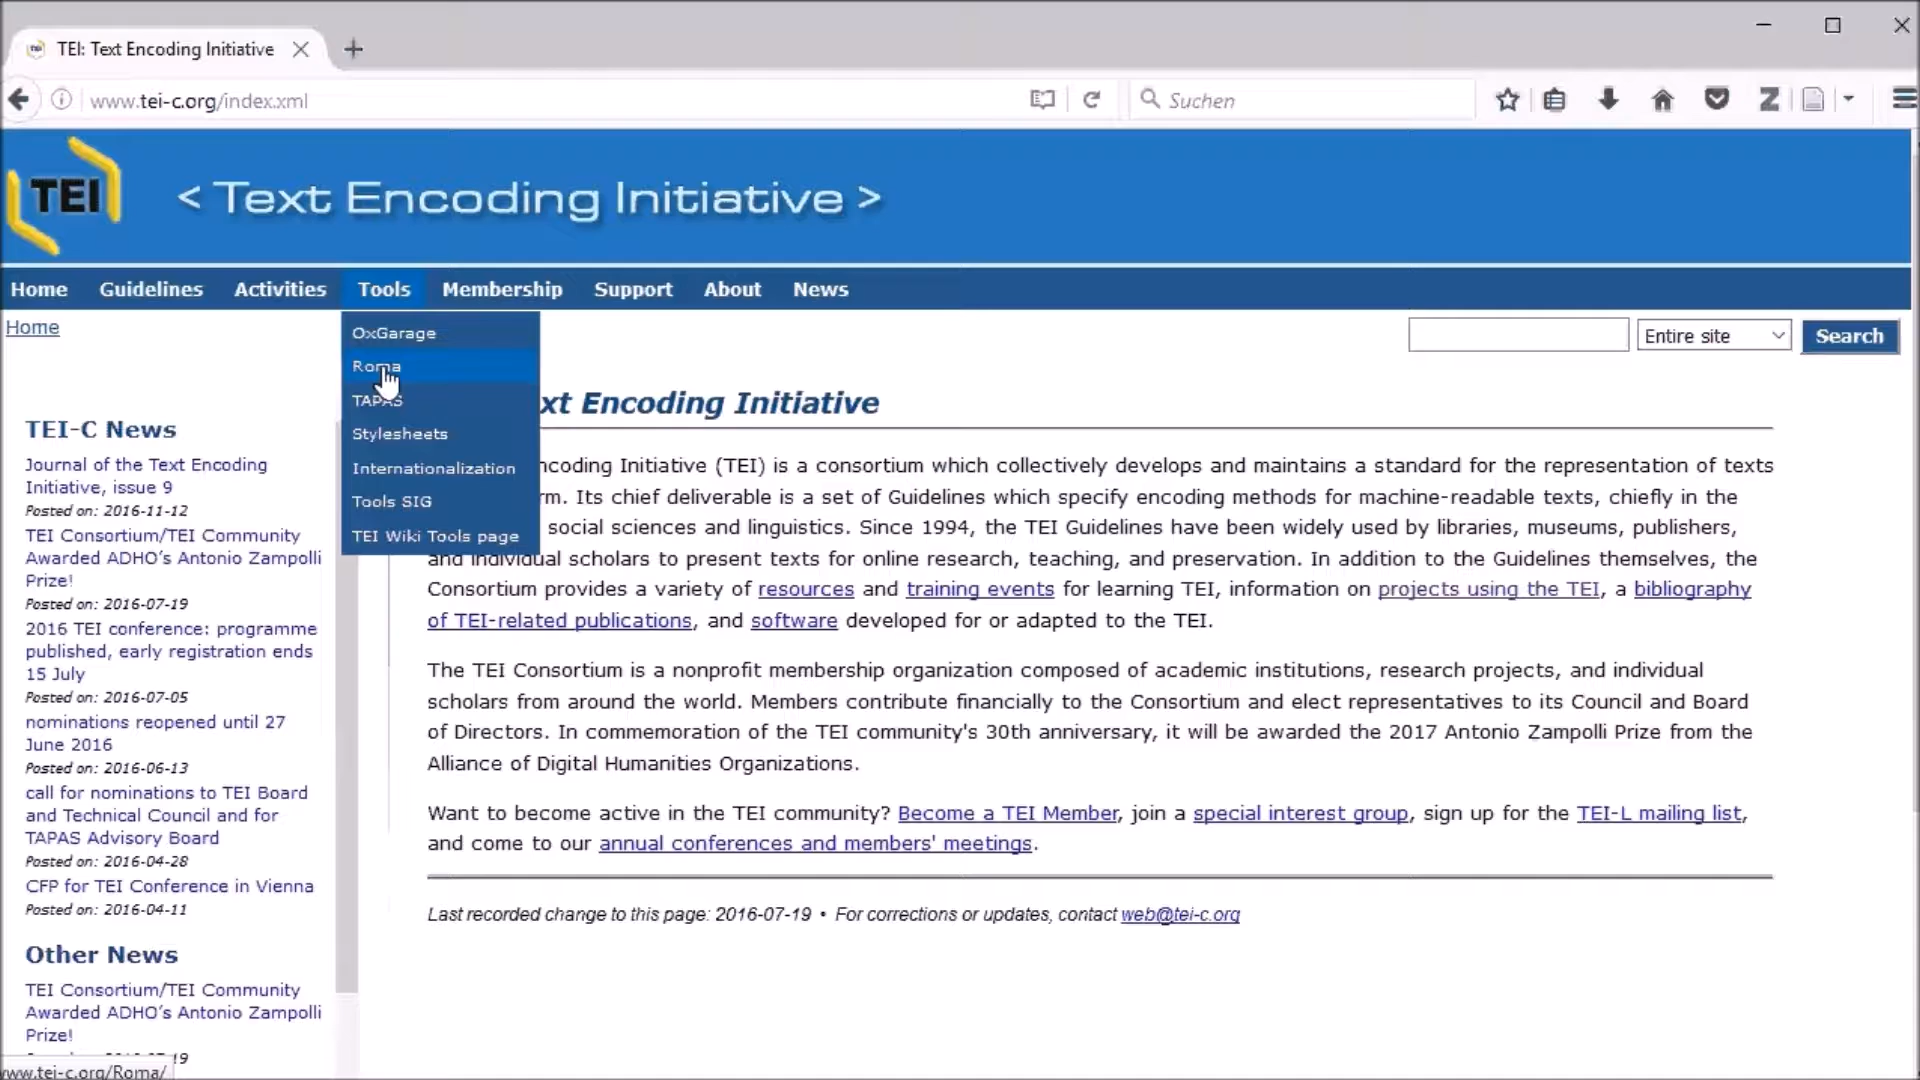 TEI: Text Encoding Initiative
www.tei-c.org/index.xml
Suchen
TEI
< Text Encoding Initiative >
Home Guidelines Activities Tools Membership Support About News
Home
OxGarage
Roma
TAPAS
Stylesheets
Internationalization
Tools SIG
TEI Wiki Tools page
Entire site
Search
TEI-C News
Journal of the Text Encoding
Initiative, issue 9
Posted on: 2016-11-12
TEI Consortium/TEI Community
Awarded ADHO's Antonio Zampolli
Prize!
Posted on: 2016-07-19
2016 TEI conference: programme
published, early registration ends
15 July
Posted on: 2016-07-05
nominations reopened until 27
June 2016
Posted on: 2016-06-13
call for nominations to TEI Board
and Technical Council and for
TAPAS Advisory Board
Posted on: 2016-04-28
CFP for TEI Conference in Vienna
Posted on: 2016-04-11
Other News
TEI Consortium/TEI Community
Awarded ADHO's Antonio Zampolli
Prize!
xt Encoding Initiative
ncoding Initiative (TEI) is a consortium which collectively develops and maintains a standard for the representation of texts
rm. Its chief deliverable is a set of Guidelines which specify encoding methods for machine-readable texts, chiefly in the
social sciences and linguistics. Since 1994, the TEI Guidelines have been widely used by libraries, museums, publishers,
and individual scholars to present texts for online research, teaching, and preservation. In addition to the Guidelines themselves, the
Consortium provides a variety of resources and training events for learning TEI, information on projects using the TEI, a bibliography
of TEI-related publications, and software developed for or adapted to the TEI.
The TEI Consortium is a nonprofit membership organization composed of academic institutions, research projects, and individual
scholars from around the world. Members contribute financially to the Consortium and elect representatives to its Council and Board
of Directors. In commemoration of the TEI community's 30th anniversary, it will be awarded the 2017 Antonio Zampolli Prize from the
Alliance of Digital Humanities Organizations.
Want to become active in the TEI community? Become a TEI Member, join a special interest group, sign up for the TEI-L mailing list,
and come to our annual conferences and members' meetings.
Last recorded change to this page: 2016-07-19 • For corrections or updates, contact web@tei-c.org
www.tei-c.org/Roma/